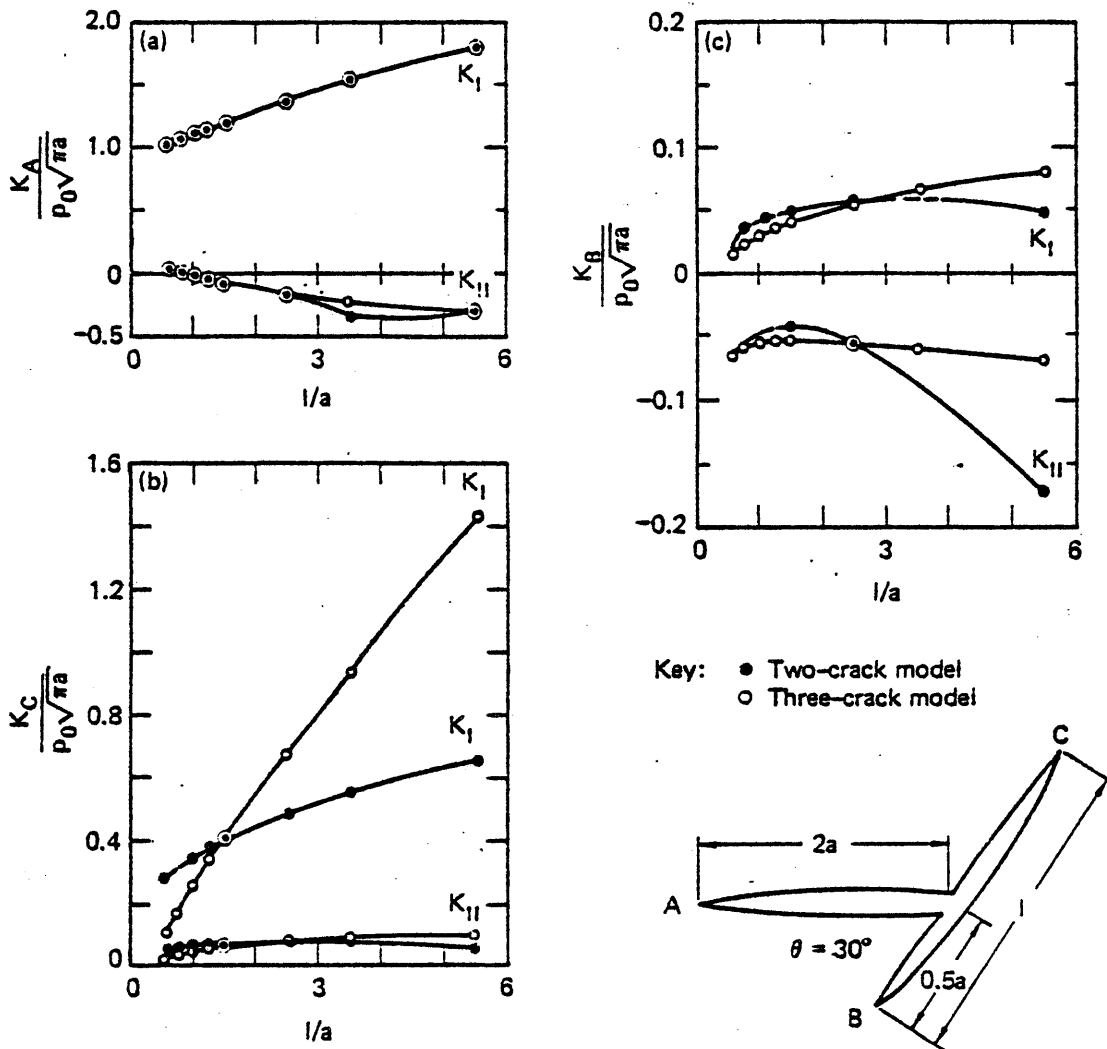 (a)
2.0
1.0
0
−0.5
K_A / p₀√πa
K_I
K_II
0
3
6
l/a
(b)
1.6
1.2
0.8
0.4
0
K_C / p₀√πa
K_I
K_I
K_II
0
3
6
l/a
(c)
0.2
0.1
0
−0.1
−0.2
K_B / p₀√πa
K_I
K_II
0
3
6
l/a
Key: ● Two-crack model
○ Three-crack model
C
2a
A
l
θ = 30°
0.5a
B